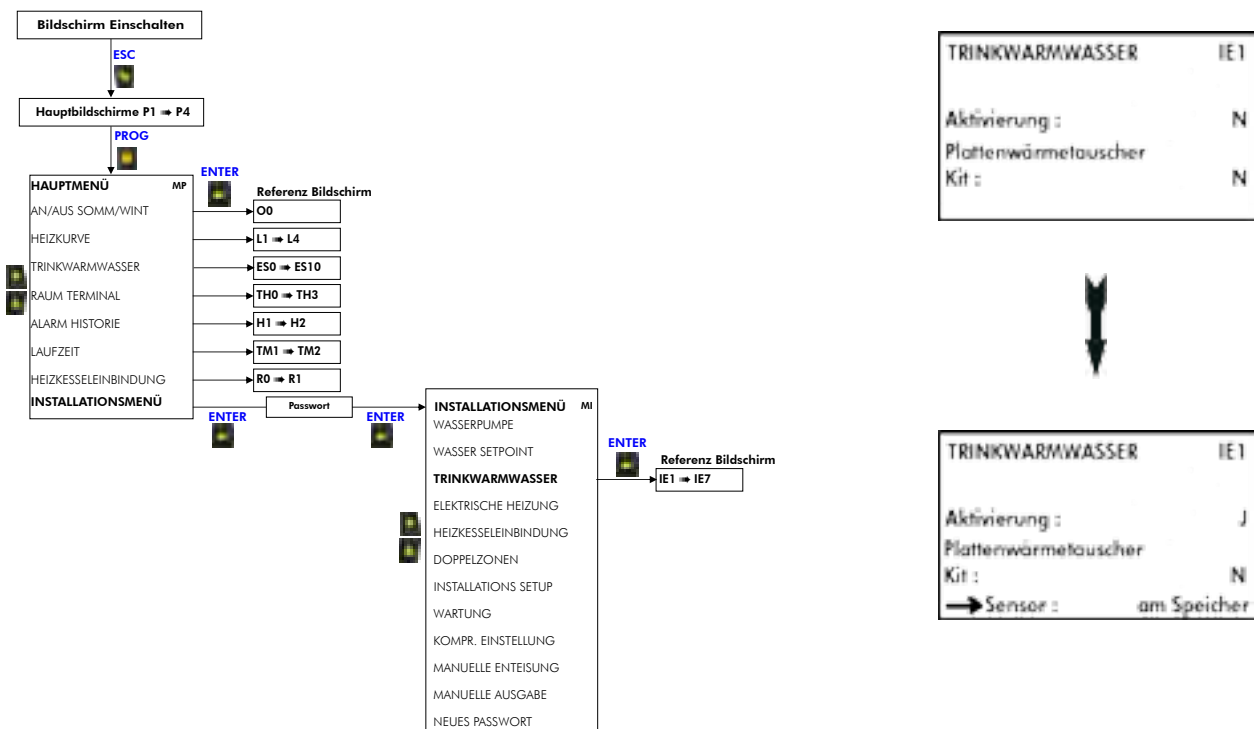 Bildschirm Einschalten
ESC
Hauptbildschirme P1 ➠ P4
PROG
HAUPTMENÜ MP
ENTER
Referenz Bildschirm
AN/AUS SOMM/WINT
O0
HEIZKURVE
L1 ➠ L4
TRINKWARMWASSER
ES0 ➠ ES10
RAUM TERMINAL
TH0 ➠ TH3
ALARM HISTORIE
H1 ➠ H2
LAUFZEIT
TM1 ➠ TM2
HEIZKESSELEINBINDUNG
R0 ➠ R1
INSTALLATIONSMENÜ
ENTER
Passwort
ENTER
INSTALLATIONSMENÜ MI
WASSERPUMPE
WASSER SETPOINT
TRINKWARMWASSER
ENTER
Referenz Bildschirm
IE1 ➠ IE7
ELEKTRISCHE HEIZUNG
HEIZKESSELEINBINDUNG
DOPPELZONEN
INSTALLATIONS SETUP
WARTUNG
KOMPR. EINSTELLUNG
MANUELLE ENTEISUNG
MANUELLE AUSGABE
NEUES PASSWORT
TRINKWARMWASSER IE1
Aktivierung : N
Plattenwärmetauscher
Kit : N
TRINKWARMWASSER IE1
Aktivierung : J
Plattenwärmetauscher
Kit : N
Sensor : am Speicher